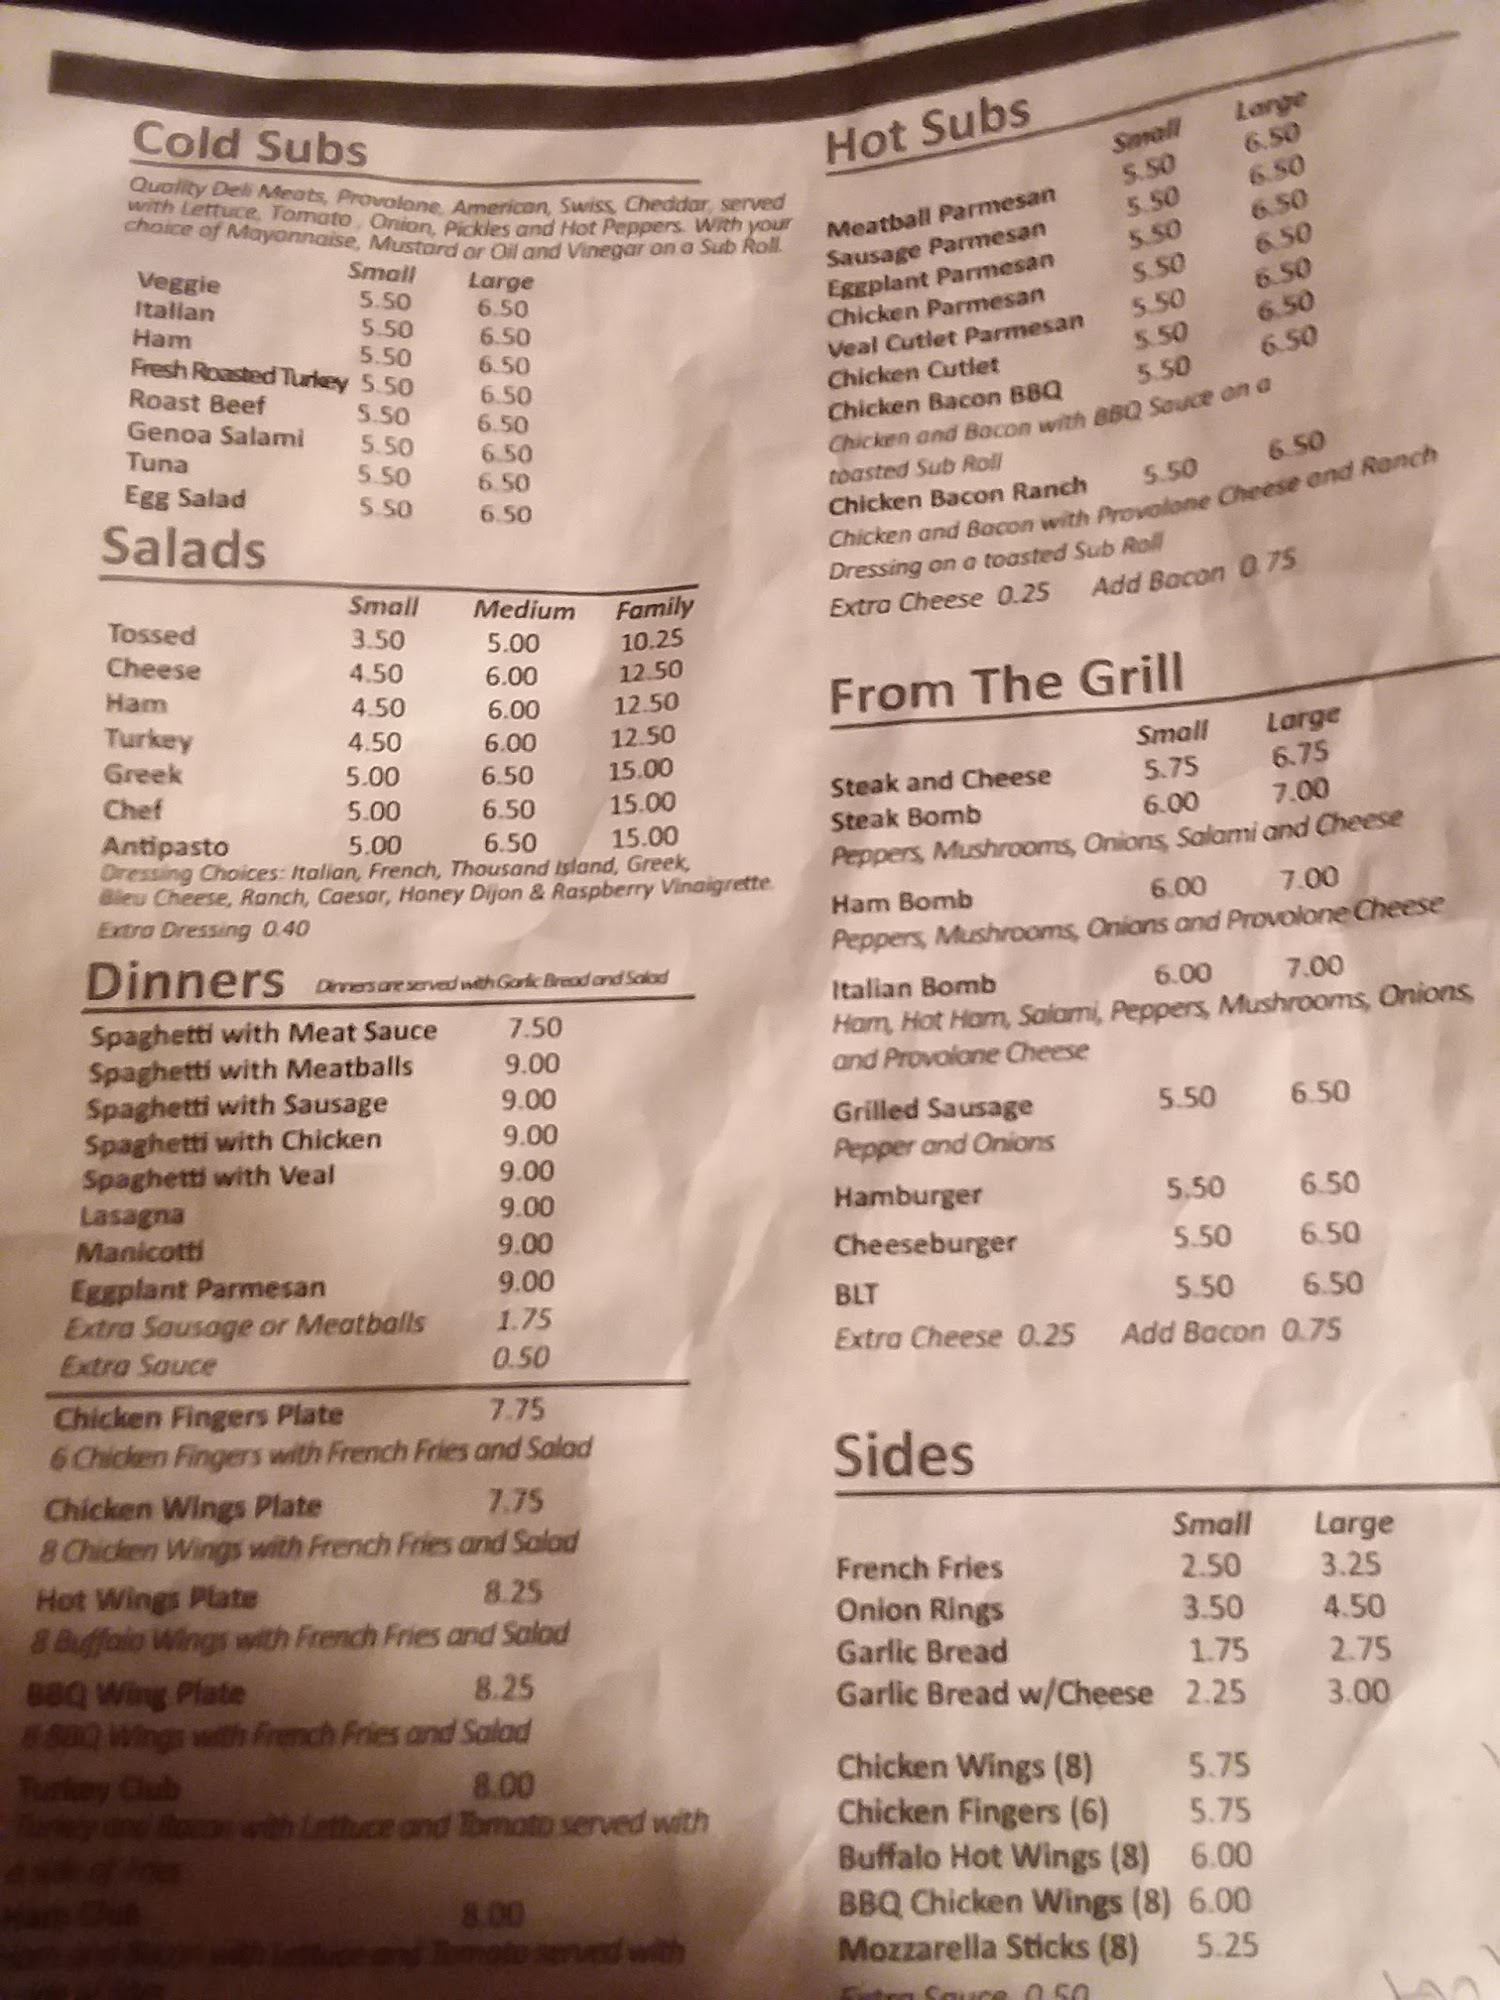 Cold Subs
Quality Deli Meats, Provolone, American, Swiss, Cheddar, served
with Lettuce, Tomato, Onion, Pickles and Hot Peppers. With your
choice of Mayonnaise, Mustard or Oil and Vinegar on a Sub Roll.
Small Large
Veggie 5.50 6.50
Italian 5.50 6.50
Ham 5.50 6.50
Fresh Roasted Turkey 5.50 6.50
Roast Beef 5.50 6.50
Genoa Salami 5.50 6.50
Tuna 5.50 6.50
Egg Salad 5.50 6.50
Salads
Small Medium Family
Tossed 3.50 5.00 10.25
Cheese 4.50 6.00 12.50
Ham 4.50 6.00 12.50
Turkey 4.50 6.00 12.50
Greek 5.00 6.50 15.00
Chef 5.00 6.50 15.00
Antipasto 5.00 6.50 15.00
Dressing Choices: Italian, French, Thousand Island, Greek,
Bleu Cheese, Ranch, Caesar, Honey Dijon & Raspberry Vinaigrette
Extra Dressing 0.40
Dinners Dinners are served with Garlic Bread and Salad
Spaghetti with Meat Sauce 7.50
Spaghetti with Meatballs 9.00
Spaghetti with Sausage 9.00
Spaghetti with Chicken 9.00
Spaghetti with Veal 9.00
Lasagna 9.00
Manicotti 9.00
Eggplant Parmesan 9.00
Extra Sausage or Meatballs 1.75
Extra Sauce 0.50
Chicken Fingers Plate 7.75
6 Chicken Fingers with French Fries and Salad
Chicken Wings Plate 7.75
8 Chicken Wings with French Fries and Salad
Hot Wings Plate 8.25
8 Buffalo Wings with French Fries and Salad
BBQ Wing Plate 8.25
8 BBQ Wings with French Fries and Salad
Turkey Club 8.00
Turkey and Bacon with Lettuce and Tomato served with
a side of Fries
Ham Club 8.00
Ham and Bacon with Lettuce and Tomato served with
Hot Subs
Small Large
Meatball Parmesan 5.50 6.50
Sausage Parmesan 5.50 6.50
Eggplant Parmesan 5.50 6.50
Chicken Parmesan 5.50 6.50
Veal Cutlet Parmesan 5.50 6.50
Chicken Cutlet 5.50 6.50
Chicken Bacon BBQ 5.50 6.50
Chicken and Bacon with BBQ Sauce on a
toasted Sub Roll
Chicken Bacon Ranch 5.50 6.50
Chicken and Bacon with Provolone Cheese and Ranch
Dressing on a toasted Sub Roll
Extra Cheese 0.25 Add Bacon 0.75
From The Grill
Small Large
Steak and Cheese 5.75 6.75
Steak Bomb 6.00 7.00
Peppers, Mushrooms, Onions, Salami and Cheese
Ham Bomb 6.00 7.00
Peppers, Mushrooms, Onions and Provolone Cheese
Italian Bomb 6.00 7.00
Ham, Hot Ham, Salami, Peppers, Mushrooms, Onions,
and Provolone Cheese
Grilled Sausage 5.50 6.50
Pepper and Onions
Hamburger 5.50 6.50
Cheeseburger 5.50 6.50
BLT 5.50 6.50
Extra Cheese 0.25 Add Bacon 0.75
Sides
Small Large
French Fries 2.50 3.25
Onion Rings 3.50 4.50
Garlic Bread 1.75 2.75
Garlic Bread w/Cheese 2.25 3.00
Chicken Wings (8) 5.75
Chicken Fingers (6) 5.75
Buffalo Hot Wings (8) 6.00
BBQ Chicken Wings (8) 6.00
Mozzarella Sticks (8) 5.25
Extra Sauce 0.50